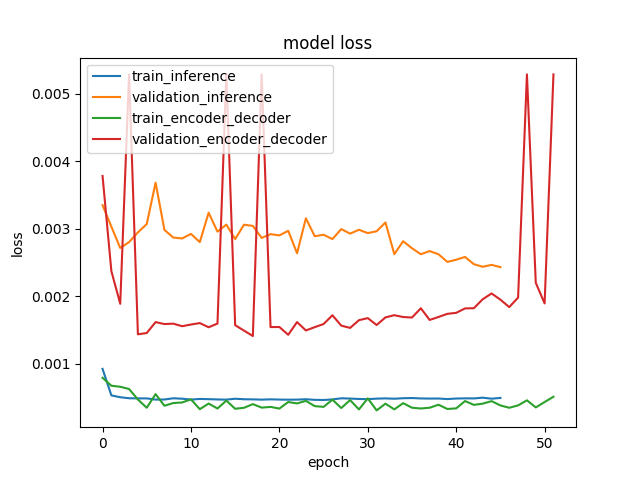 model loss
train_inference
validation_inference
train_encoder_decoder
validation_encoder_decoder
loss
0.005
0.004
0.003
0.002
0.001
0 10 20 30 40 50
epoch